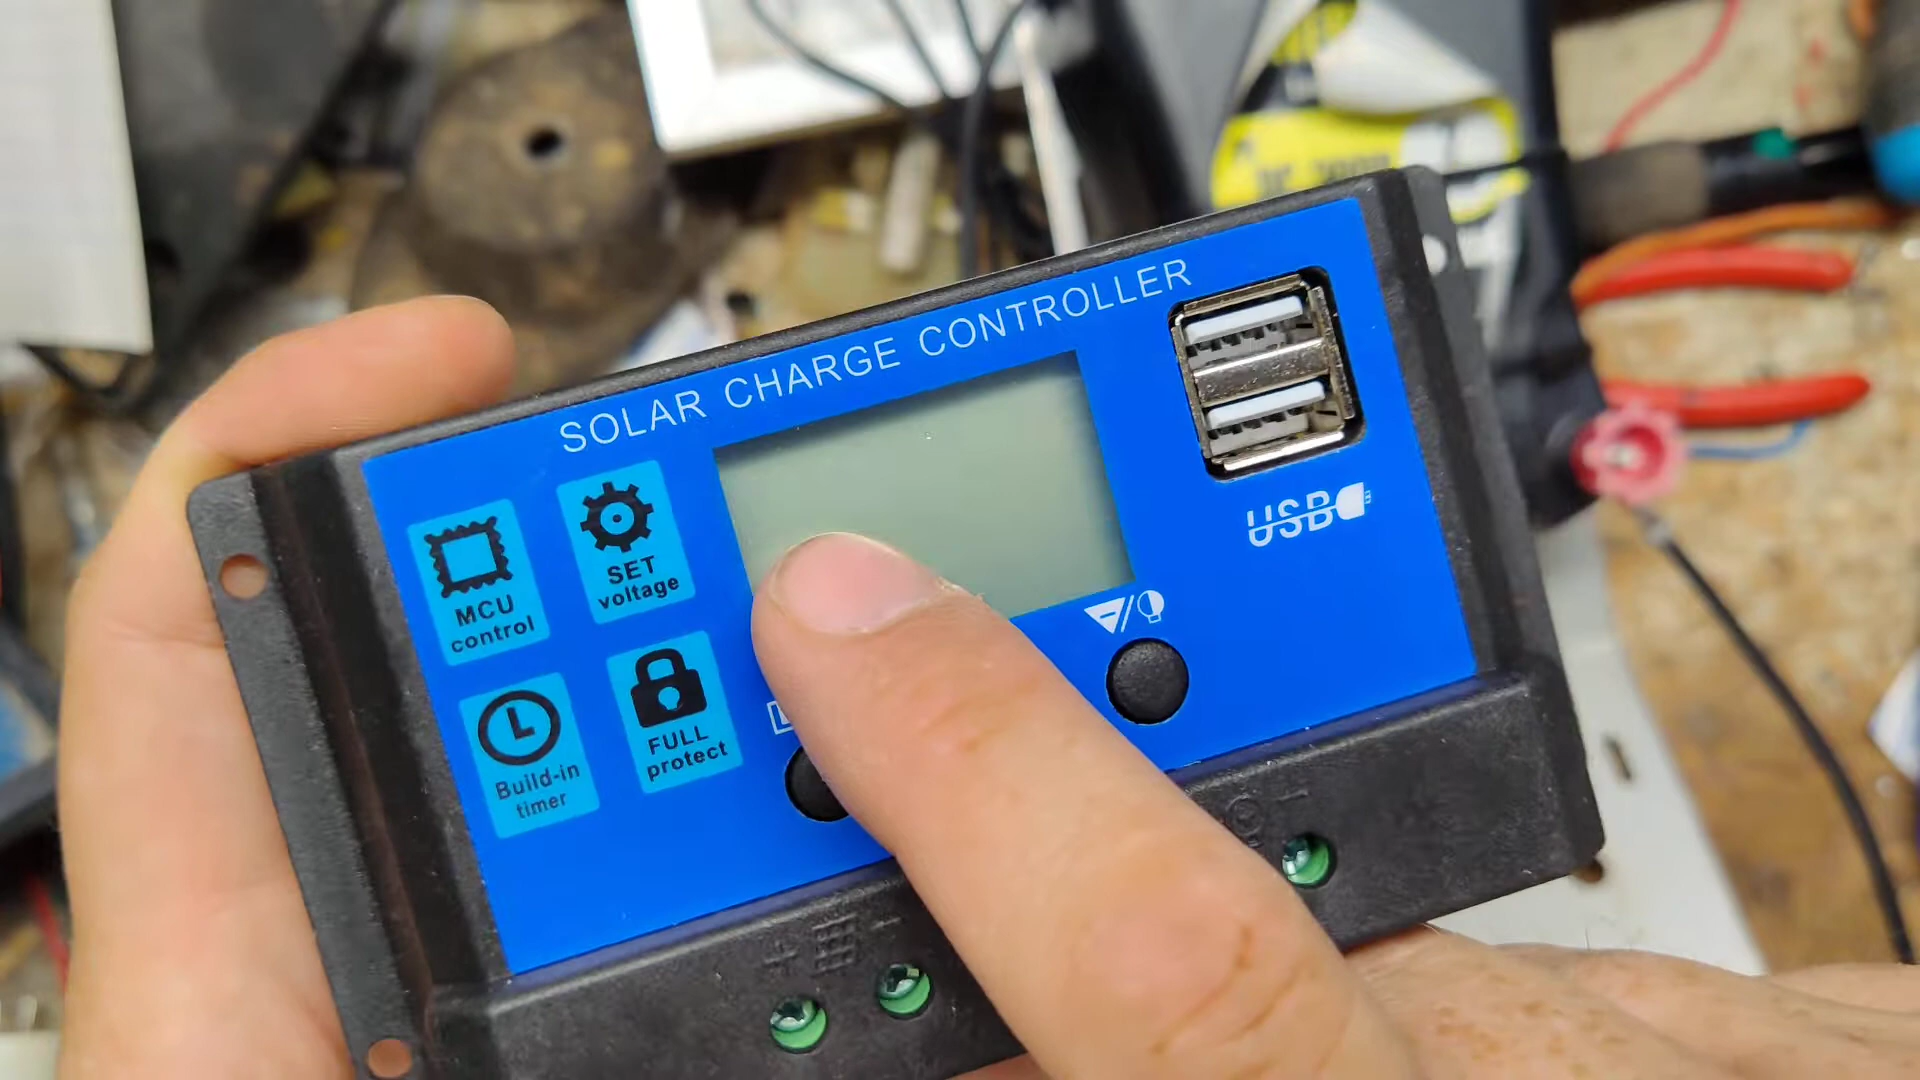 SOLAR CHARGE CONTROLLER
MCU
control
SET
voltage
USB
Build-in
timer
FULL
protect